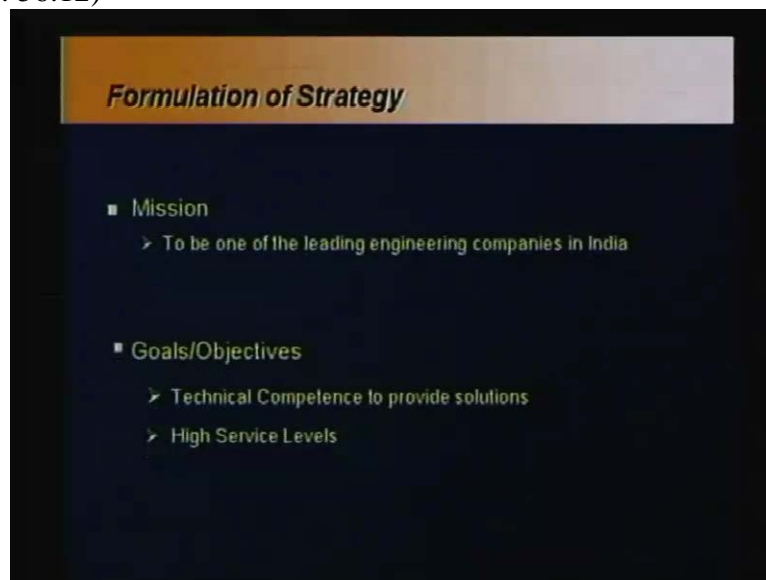 Formulation of Strategy
Mission
To be one of the leading engineering companies in India
Goals/Objectives
Technical Competence to provide solutions
High Service Levels